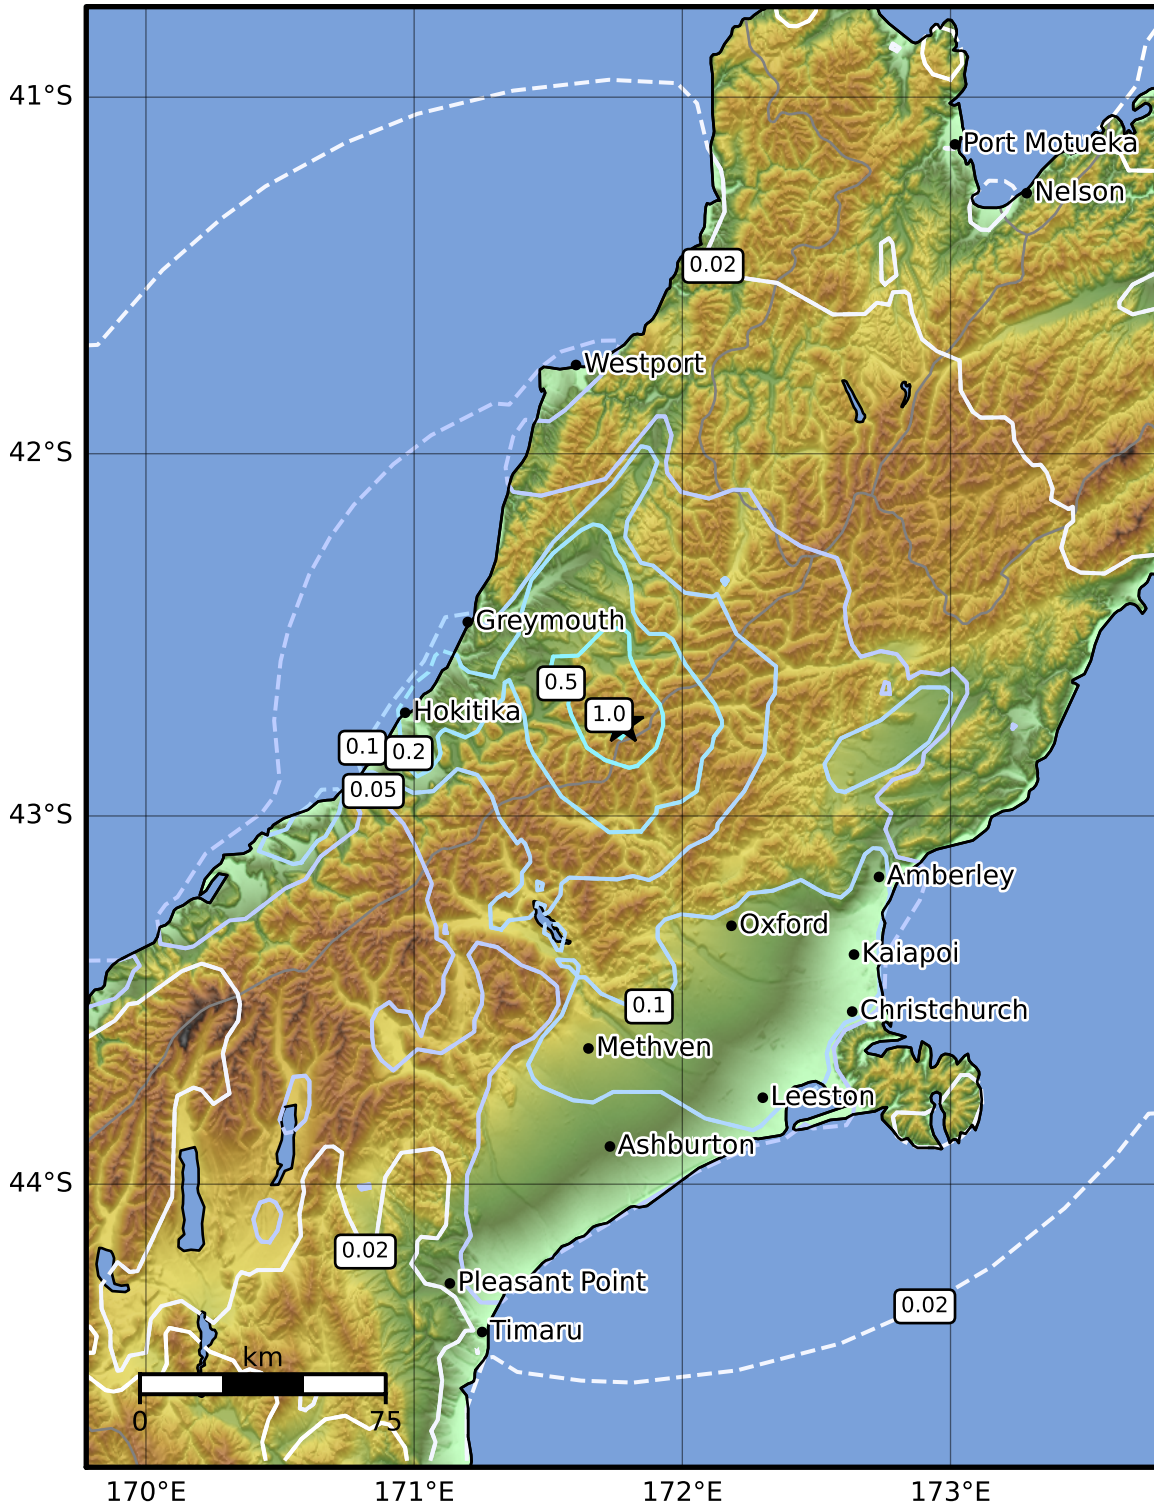 41°S
Port Motueka
Nelson
0.02
Westport
42°S
Greymouth
0.5
1.0
Hokitika
0.1
0.2
0.05
43°S
Amberley
Oxford
Kaiapoi
0.1
Christchurch
Methven
Leeston
Ashburton
44°S
0.02
Pleasant Point
0.02
Timaru
km
0
75
170°E
171°E
172°E
173°E